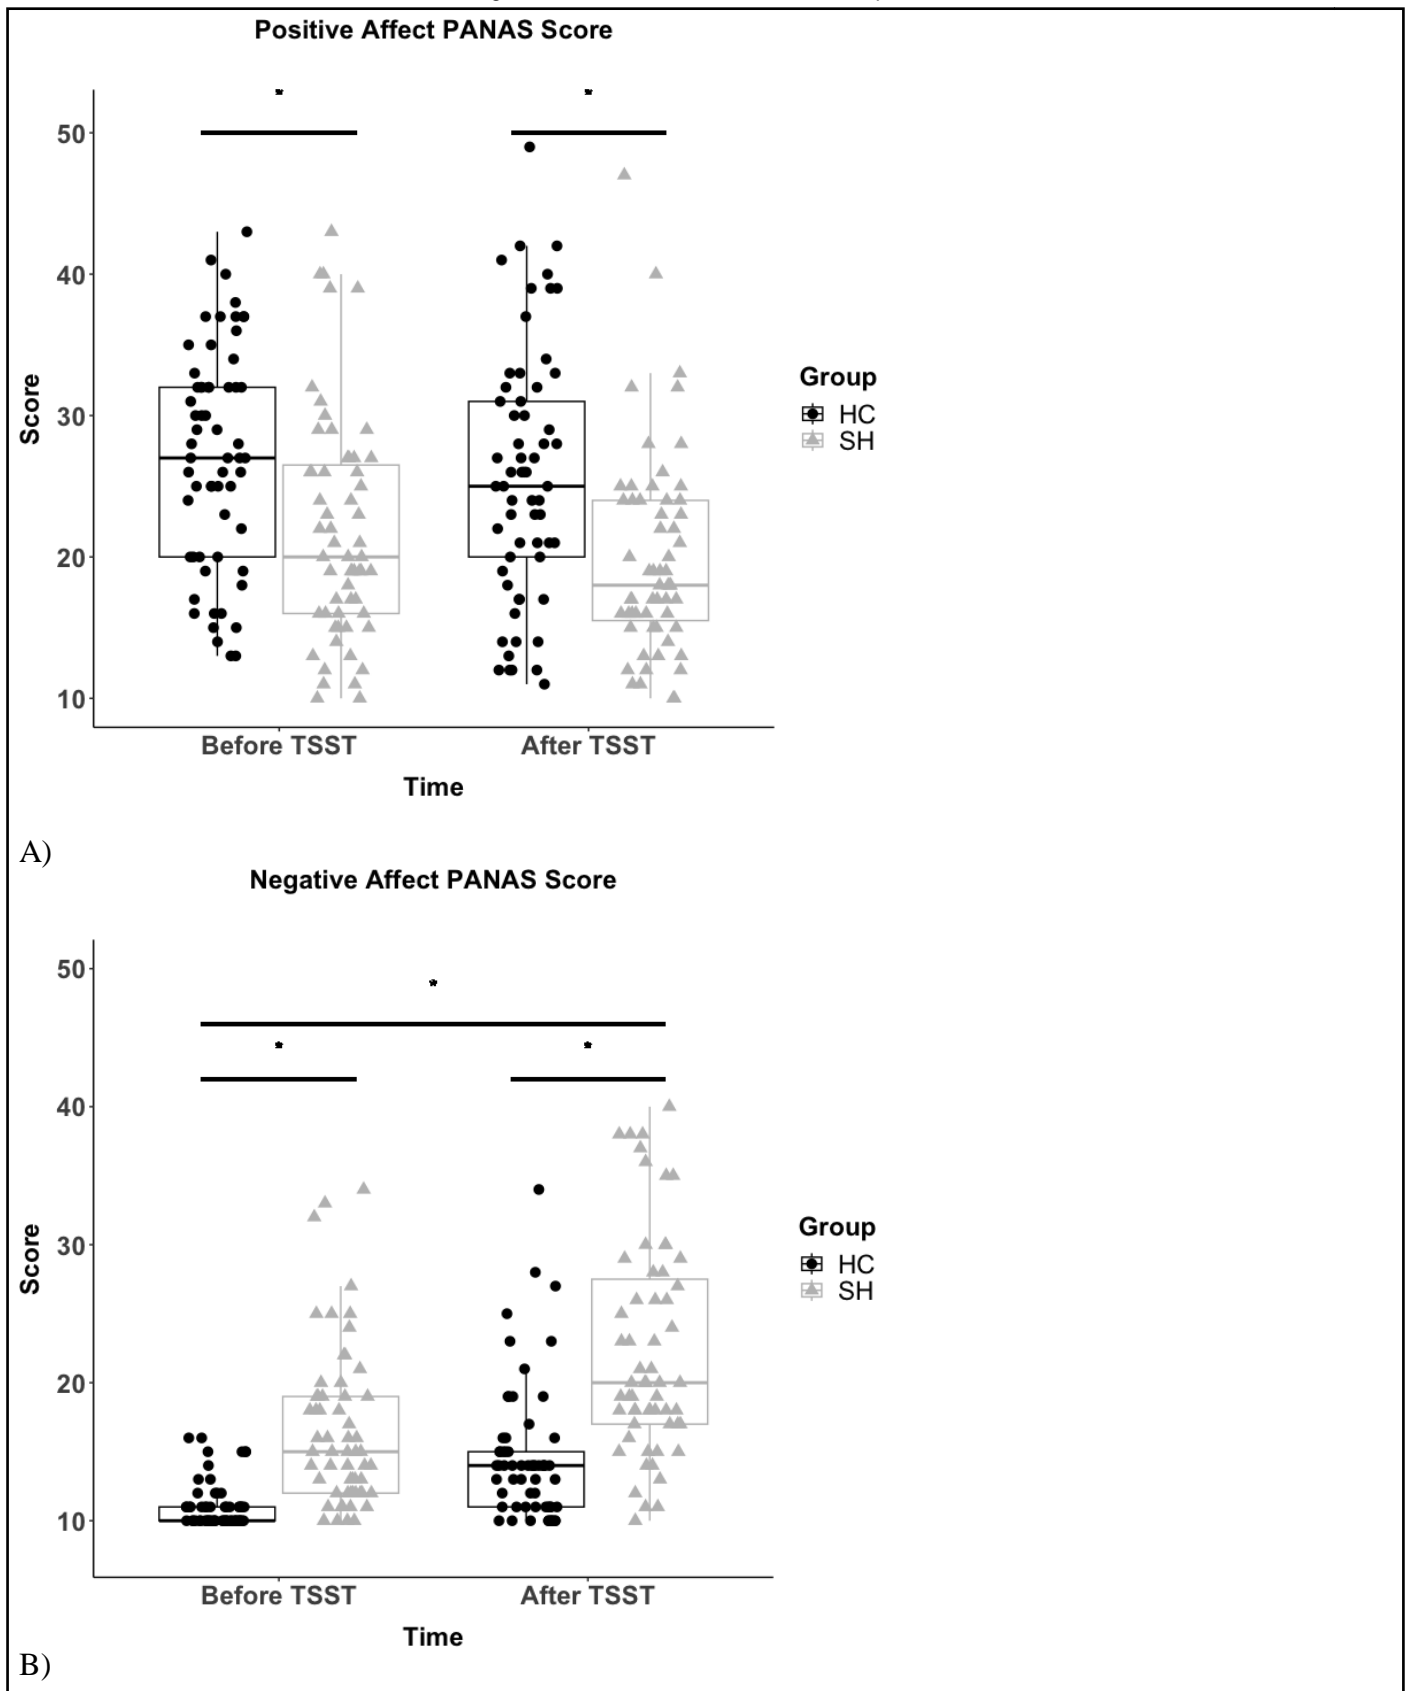 Positive Affect PANAS Score
*
*
50
40
30
20
10
Score
Before TSST
After TSST
Time
Group
HC
SH
A)
Negative Affect PANAS Score
*
*
*
50
40
30
20
10
Score
Before TSST
After TSST
Time
Group
HC
SH
B)